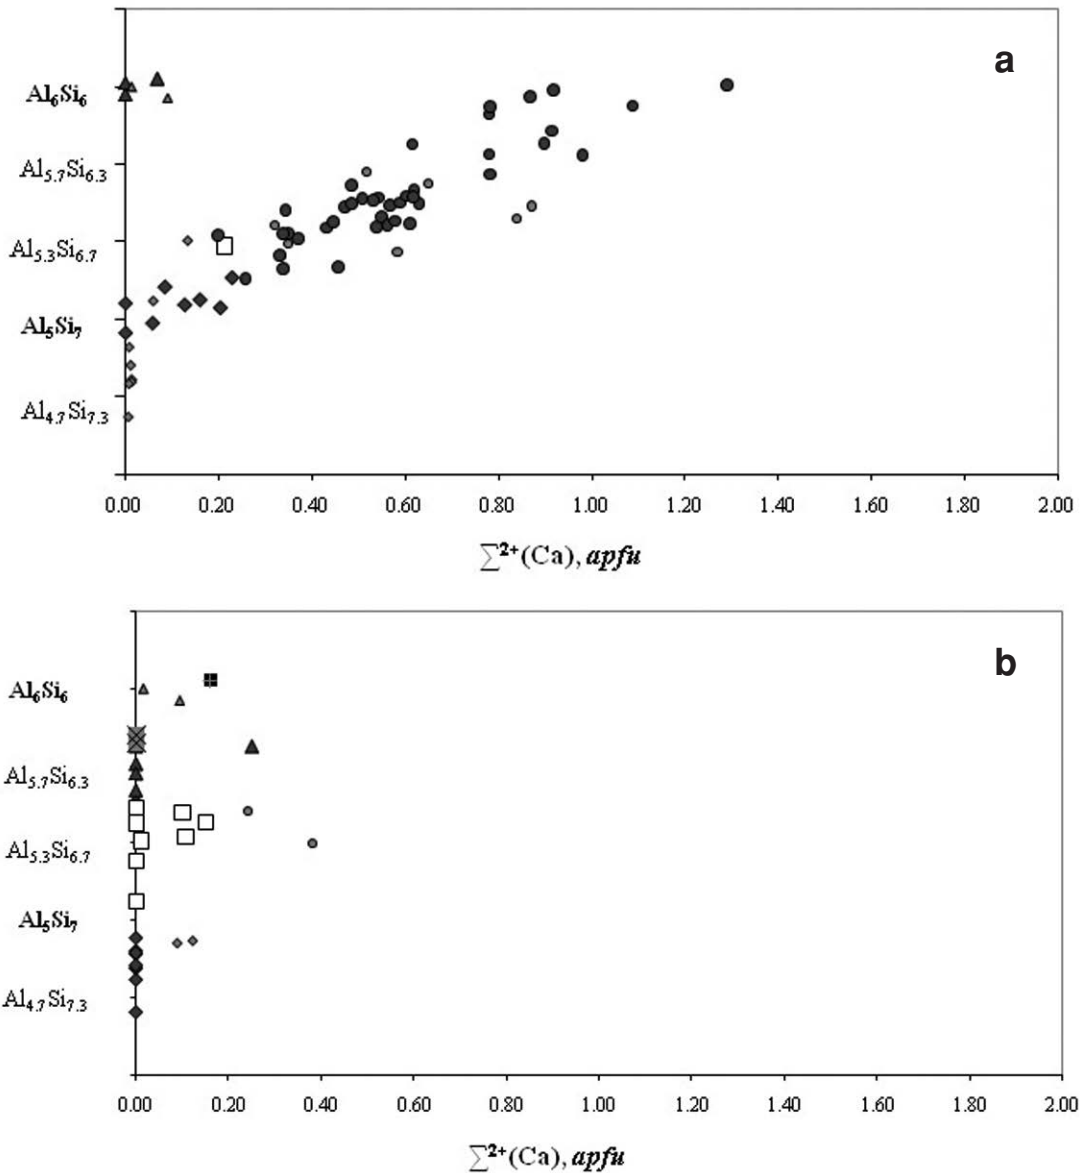 a
Al₆Si₆
Al₅.₇Si₆.₃
Al₅.₃Si₆.₇
Al₅Si₇
Al₄.₇Si₇.₃
0.00 0.20 0.40 0.60 0.80 1.00 1.20 1.40 1.60 1.80 2.00
∑²⁺(Ca), apfu
b
Al₆Si₆
Al₅.₇Si₆.₃
Al₅.₃Si₆.₇
Al₅Si₇
Al₄.₇Si₇.₃
0.00 0.20 0.40 0.60 0.80 1.00 1.20 1.40 1.60 1.80 2.00
∑²⁺(Ca), apfu